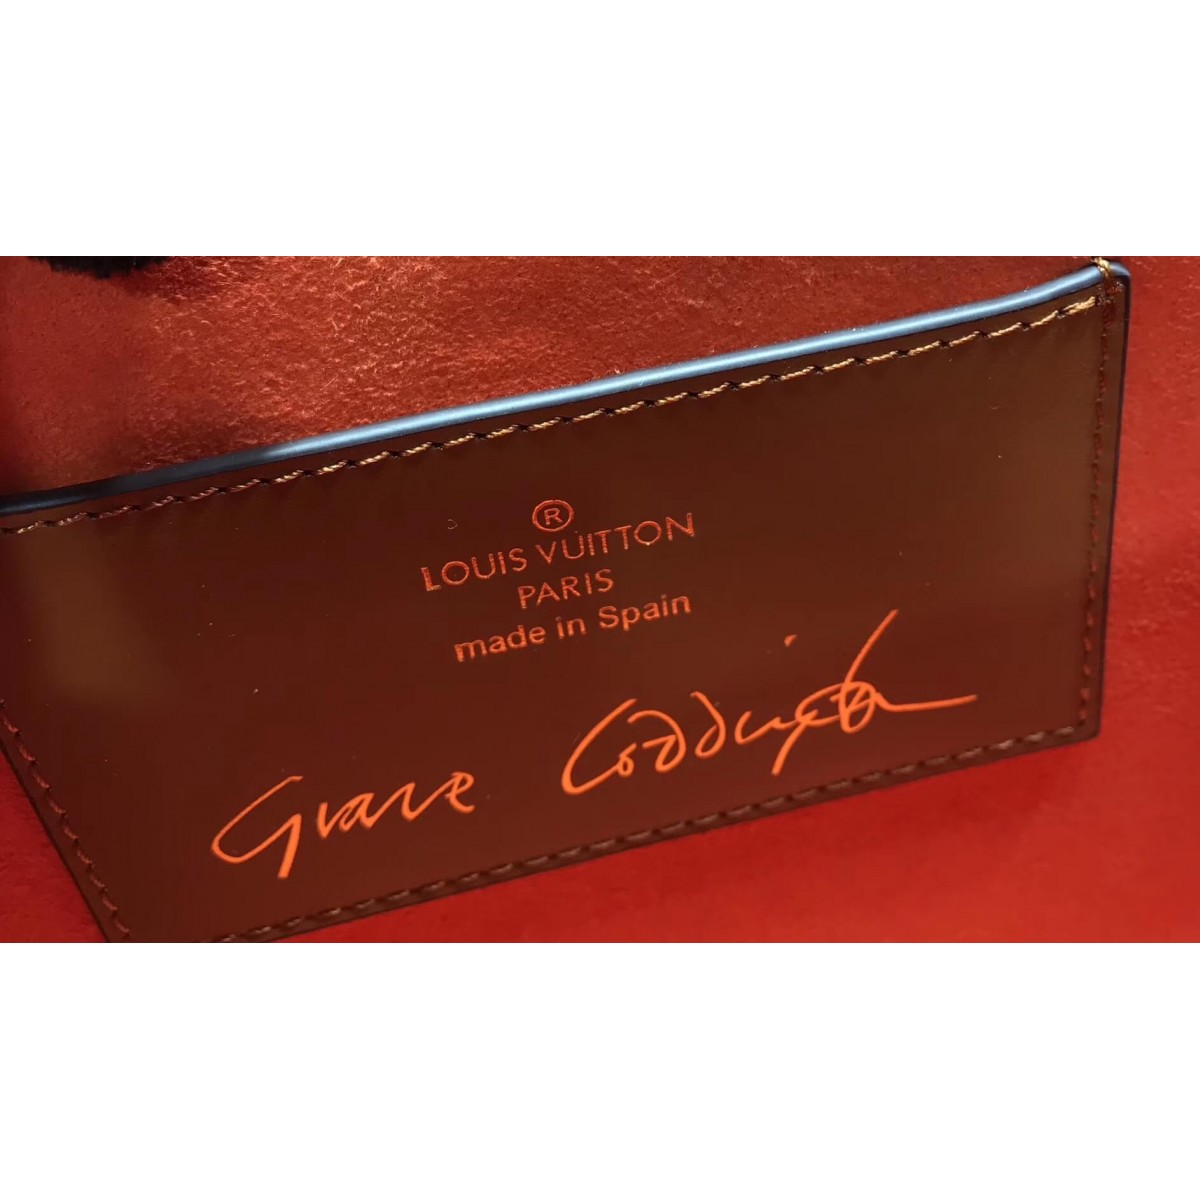 ®
LOUIS VUITTON
PARIS
made in Spain
Grace Coddington